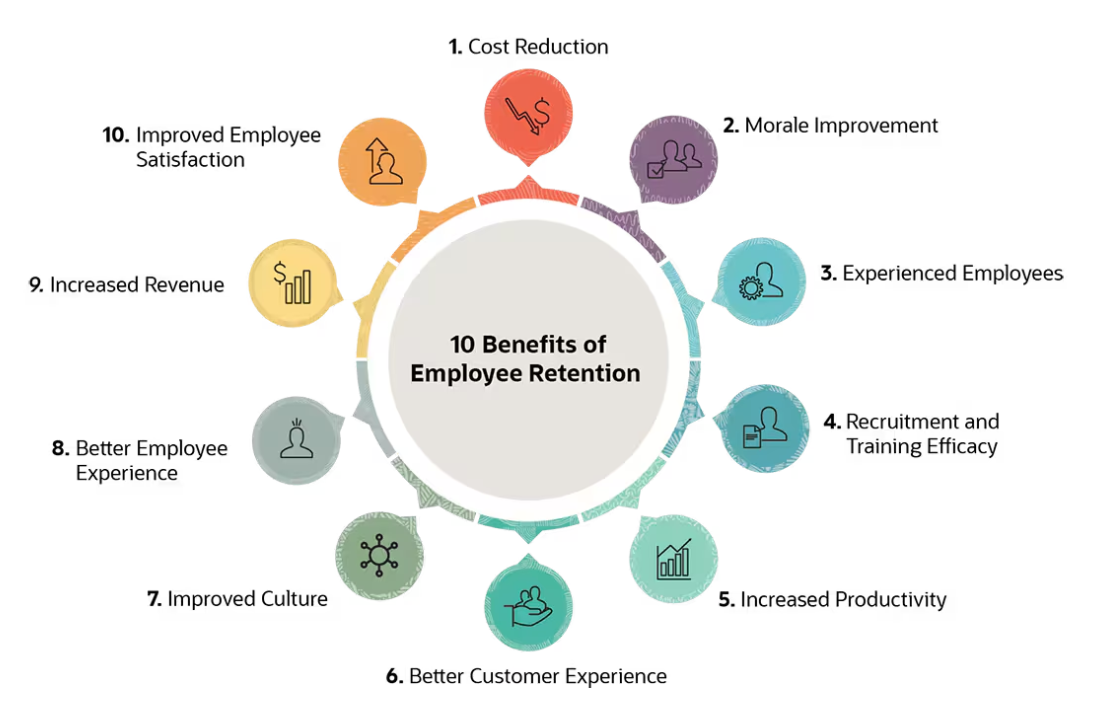 1. Cost Reduction
2. Morale Improvement
3. Experienced Employees
4. Recruitment and
Training Efficacy
5. Increased Productivity
6. Better Customer Experience
7. Improved Culture
8. Better Employee
Experience
9. Increased Revenue
10. Improved Employee
Satisfaction
10 Benefits of
Employee Retention
$
$